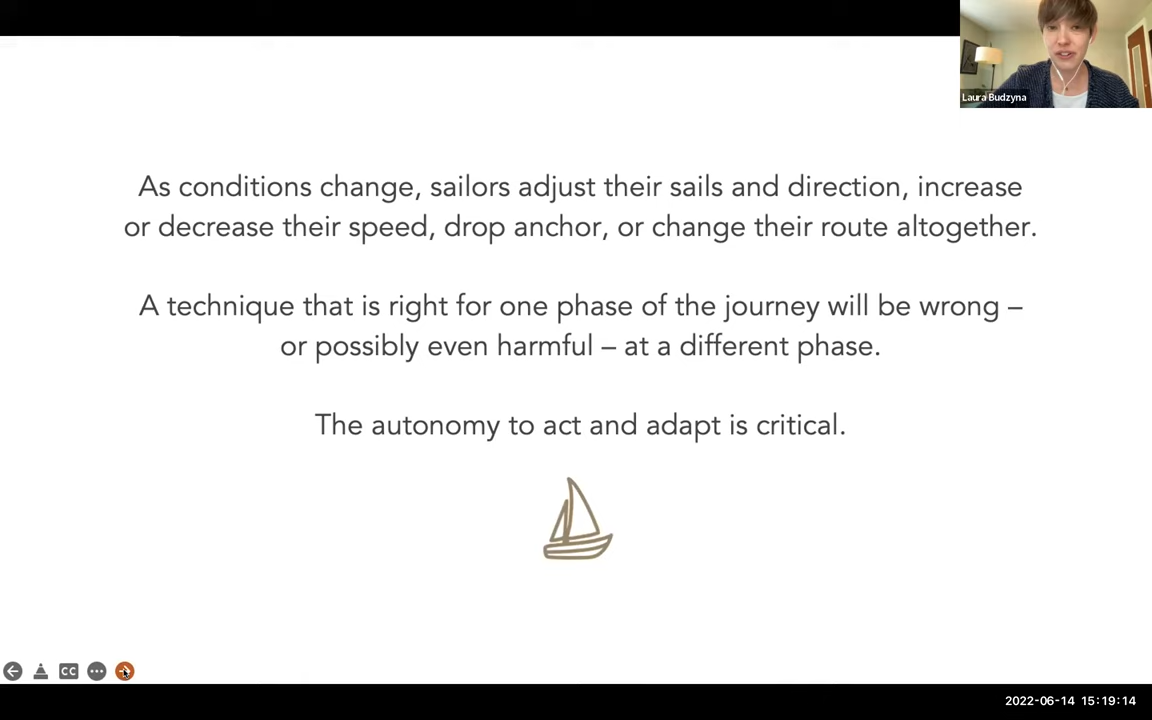 Laura Budzyna
As conditions change, sailors adjust their sails and direction, increase
or decrease their speed, drop anchor, or change their route altogether.
A technique that is right for one phase of the journey will be wrong –
or possibly even harmful – at a different phase.
The autonomy to act and adapt is critical.
CC
2022-06-14 15:19:14